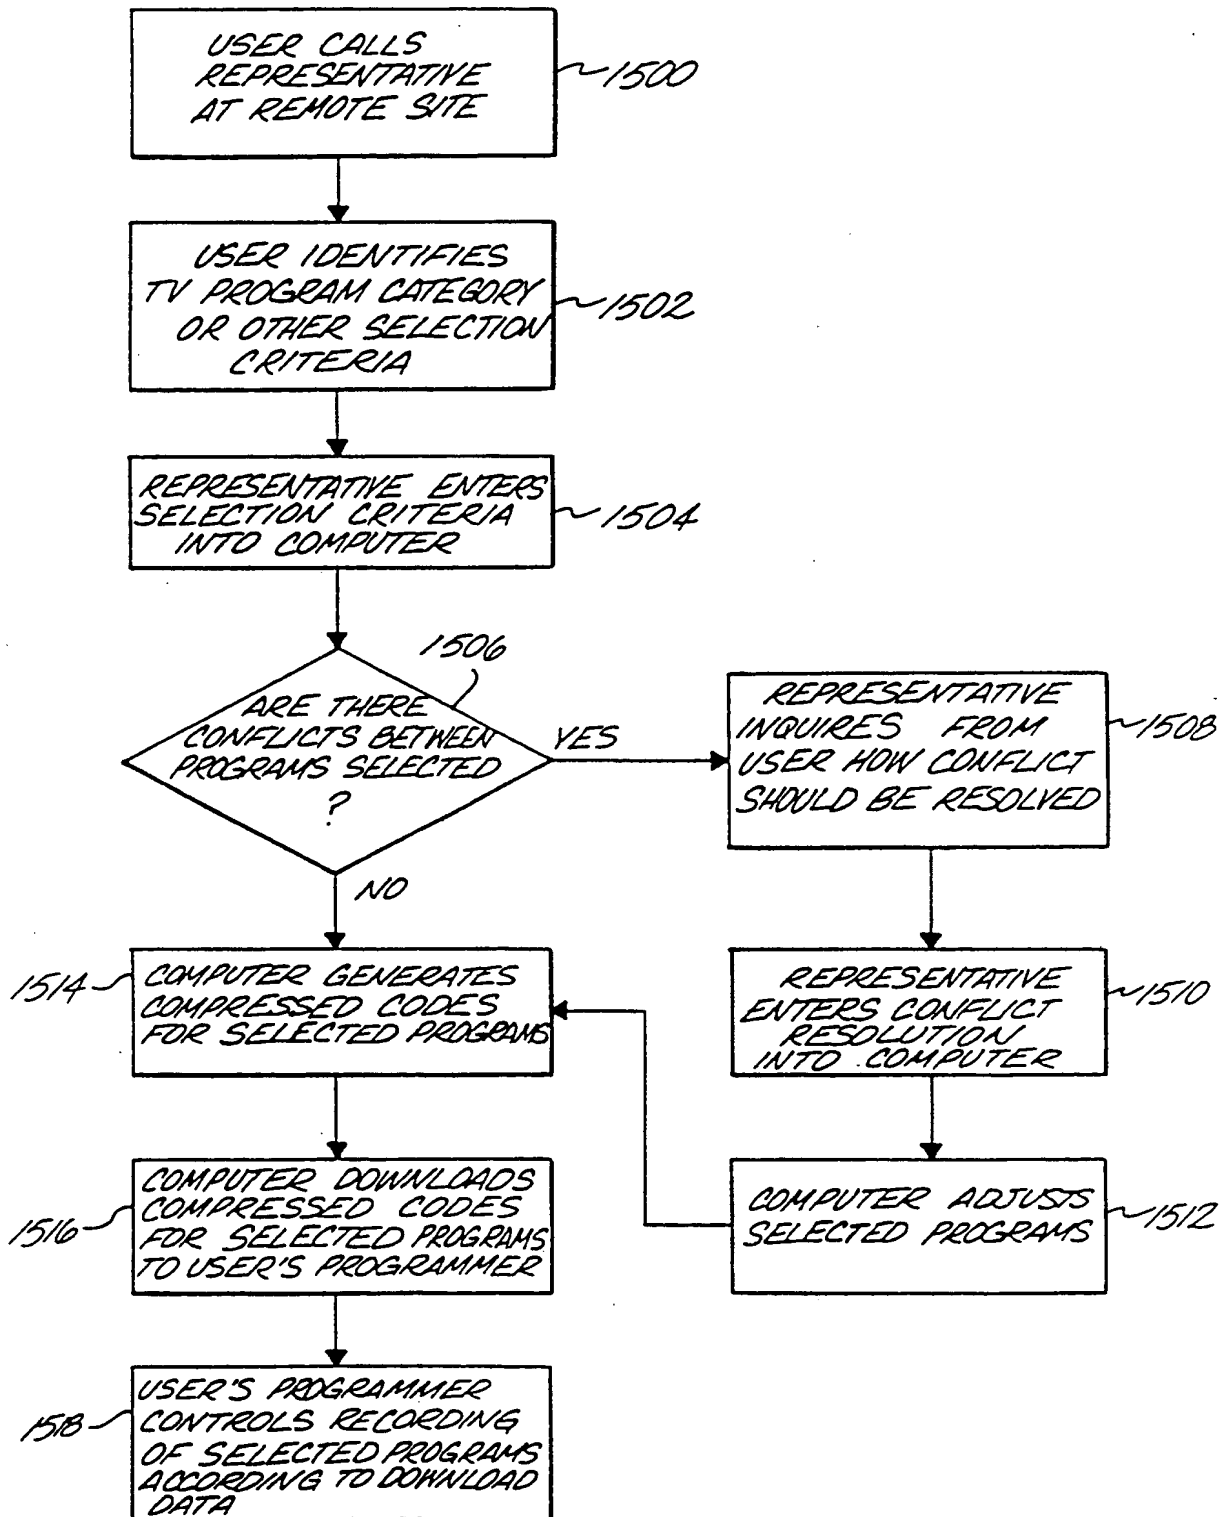 USER CALLS
REPRESENTATIVE
AT REMOTE SITE
1500
USER IDENTIFIES
TV PROGRAM CATEGORY
OR OTHER SELECTION
CRITERIA
1502
REPRESENTATIVE ENTERS
SELECTION CRITERIA
INTO COMPUTER
1504
1506
ARE THERE
CONFLICTS BETWEEN
PROGRAMS SELECTED
?
YES
NO
REPRESENTATIVE
INQUIRES FROM
USER HOW CONFLICT
SHOULD BE RESOLVED
1508
REPRESENTATIVE
ENTERS CONFLICT
RESOLUTION
INTO COMPUTER
1510
COMPUTER ADJUSTS
SELECTED PROGRAMS
1512
1514
COMPUTER GENERATES
COMPRESSED CODES
FOR SELECTED PROGRAMS
1516
COMPUTER DOWNLOADS
COMPRESSED CODES
FOR SELECTED PROGRAMS
TO USER'S PROGRAMMER
1518
USER'S PROGRAMMER
CONTROLS RECORDING
OF SELECTED PROGRAMS
ACCORDING TO DOWNLOAD
DATA